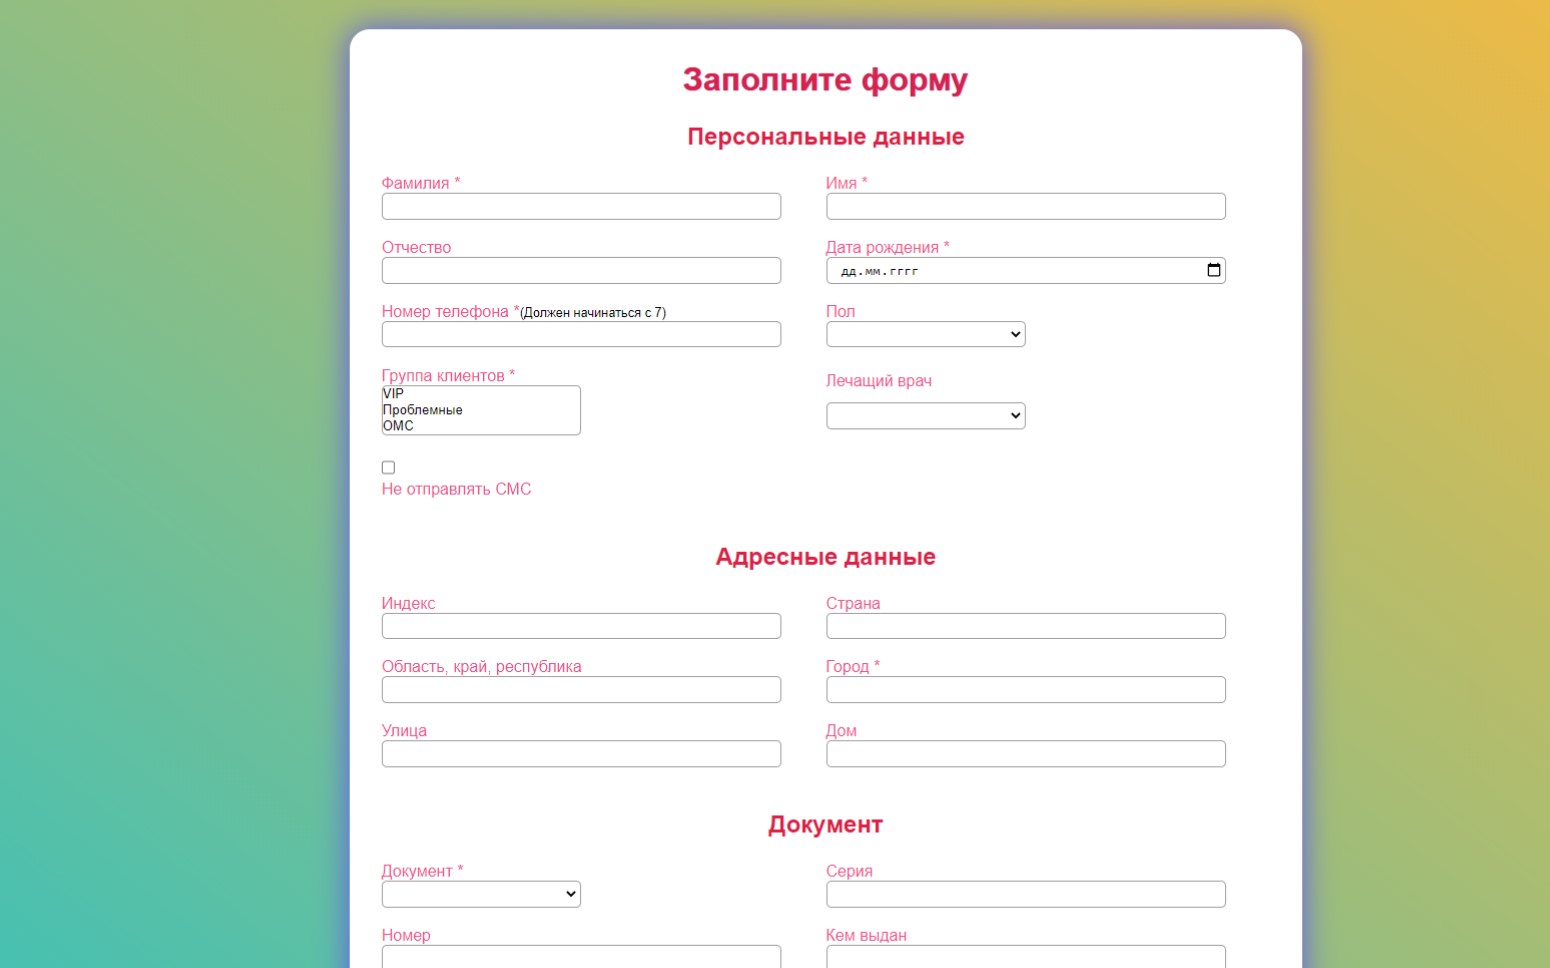 Заполните форму
Персональные данные
Фамилия *
Имя *
Отчество
Дата рождения *
дд.мм.гггг
Номер телефона *(Должен начинаться с 7)
Пол
Группа клиентов *
VIP
Проблемные
ОМС
Лечащий врач
Не отправлять СМС
Адресные данные
Индекс
Страна
Область, край, республика
Город *
Улица
Дом
Документ
Документ *
Серия
Номер
Кем выдан